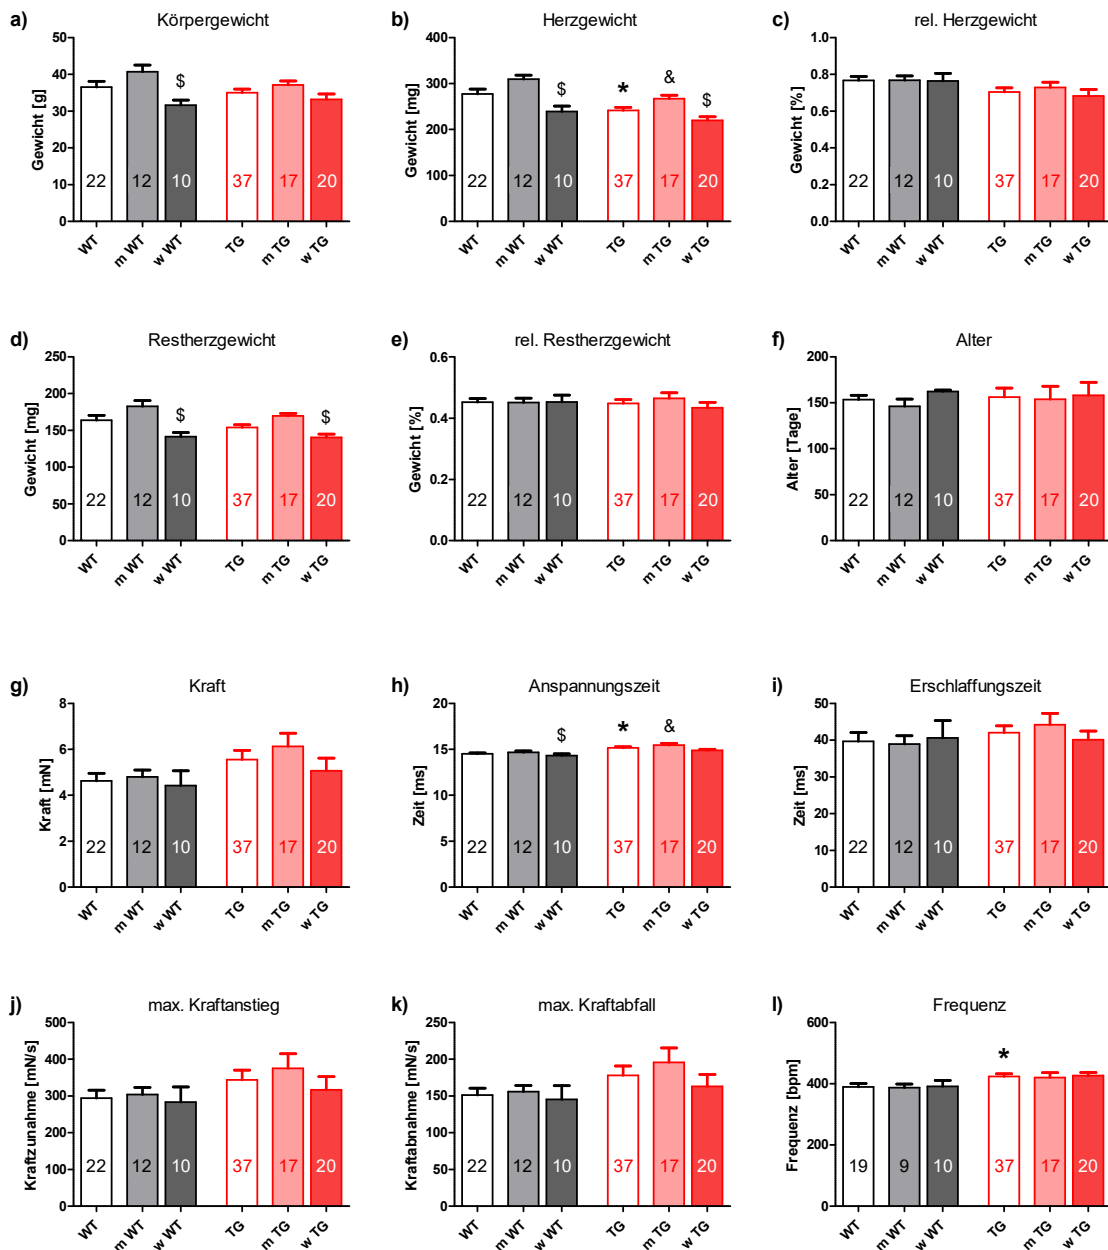 a) Körpergewicht
Gewicht [g]
50
40
30
20
10
0
$
22 12 10 37 17 20
WT m WT w WT TG m TG w TG
b) Herzgewicht
Gewicht [mg]
400
300
200
100
0
$ * & $
22 12 10 37 17 20
WT m WT w WT TG m TG w TG
c) rel. Herzgewicht
Gewicht [%]
1.0
0.8
0.6
0.4
0.2
0.0
22 12 10 37 17 20
WT m WT w WT TG m TG w TG
d) Restherzgewicht
Gewicht [mg]
250
200
150
100
50
0
$ $
22 12 10 37 17 20
WT m WT w WT TG m TG w TG
e) rel. Restherzgewicht
Gewicht [%]
0.6
0.4
0.2
0.0
22 12 10 37 17 20
WT m WT w WT TG m TG w TG
f) Alter
Alter [Tage]
200
150
100
50
0
22 12 10 37 17 20
WT m WT w WT TG m TG w TG
g) Kraft
Kraft [mN]
8
6
4
2
0
22 12 10 37 17 20
WT m WT w WT TG m TG w TG
h) Anspannungszeit
Zeit [ms]
20
15
10
5
0
$ * &
22 12 10 37 17 20
WT m WT w WT TG m TG w TG
i) Erschlaffungszeit
Zeit [ms]
50
40
30
20
10
0
22 12 10 37 17 20
WT m WT w WT TG m TG w TG
j) max. Kraftanstieg
Kraftzunahme [mN/s]
500
400
300
200
100
0
22 12 10 37 17 20
WT m WT w WT TG m TG w TG
k) max. Kraftabfall
Kraftabnahme [mN/s]
250
200
150
100
50
0
22 12 10 37 17 20
WT m WT w WT TG m TG w TG
l) Frequenz
Frequenz [bpm]
600
400
200
0
*
19 9 10 37 17 20
WT m WT w WT TG m TG w TG